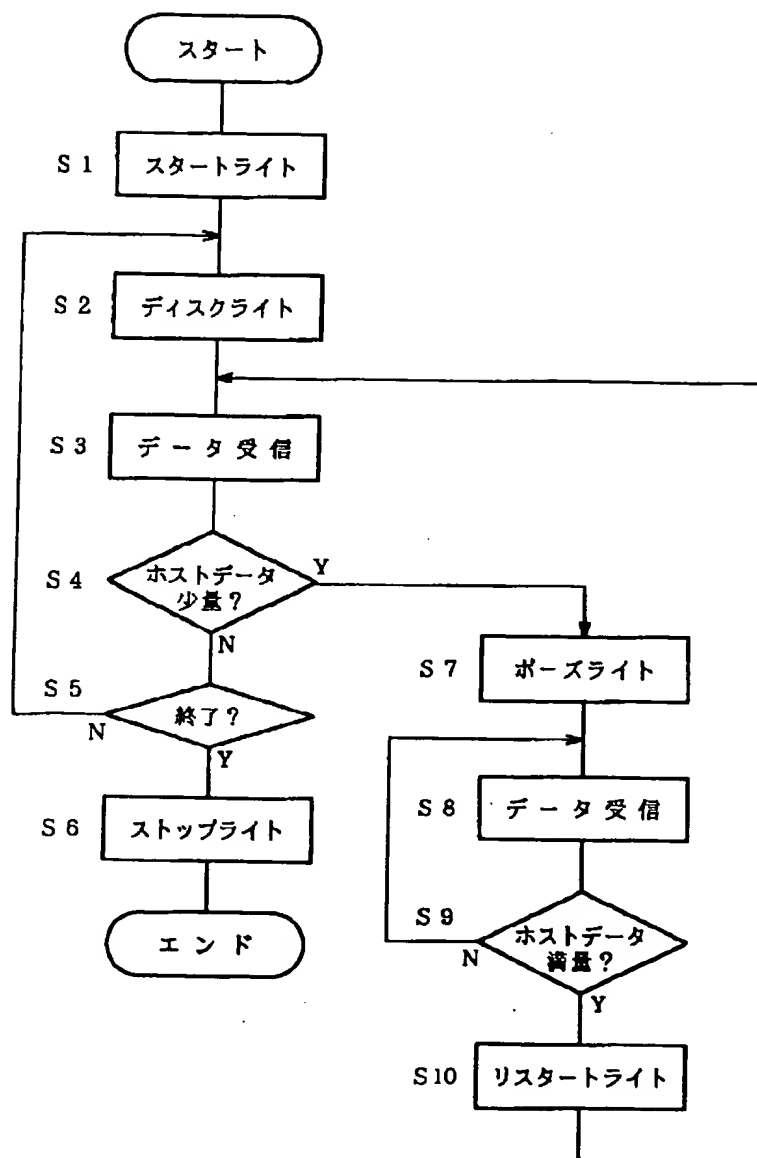 スタート
S1 スタートライト
S2 ディスクライト
S3 データ受信
S4 ホストデータ
少量?
Y
N
S5 終了?
N
Y
S6 ストップライト
エンド
S7 ポーズライト
S8 データ受信
S9 ホストデータ
満量?
N
Y
S10 リスタートライト